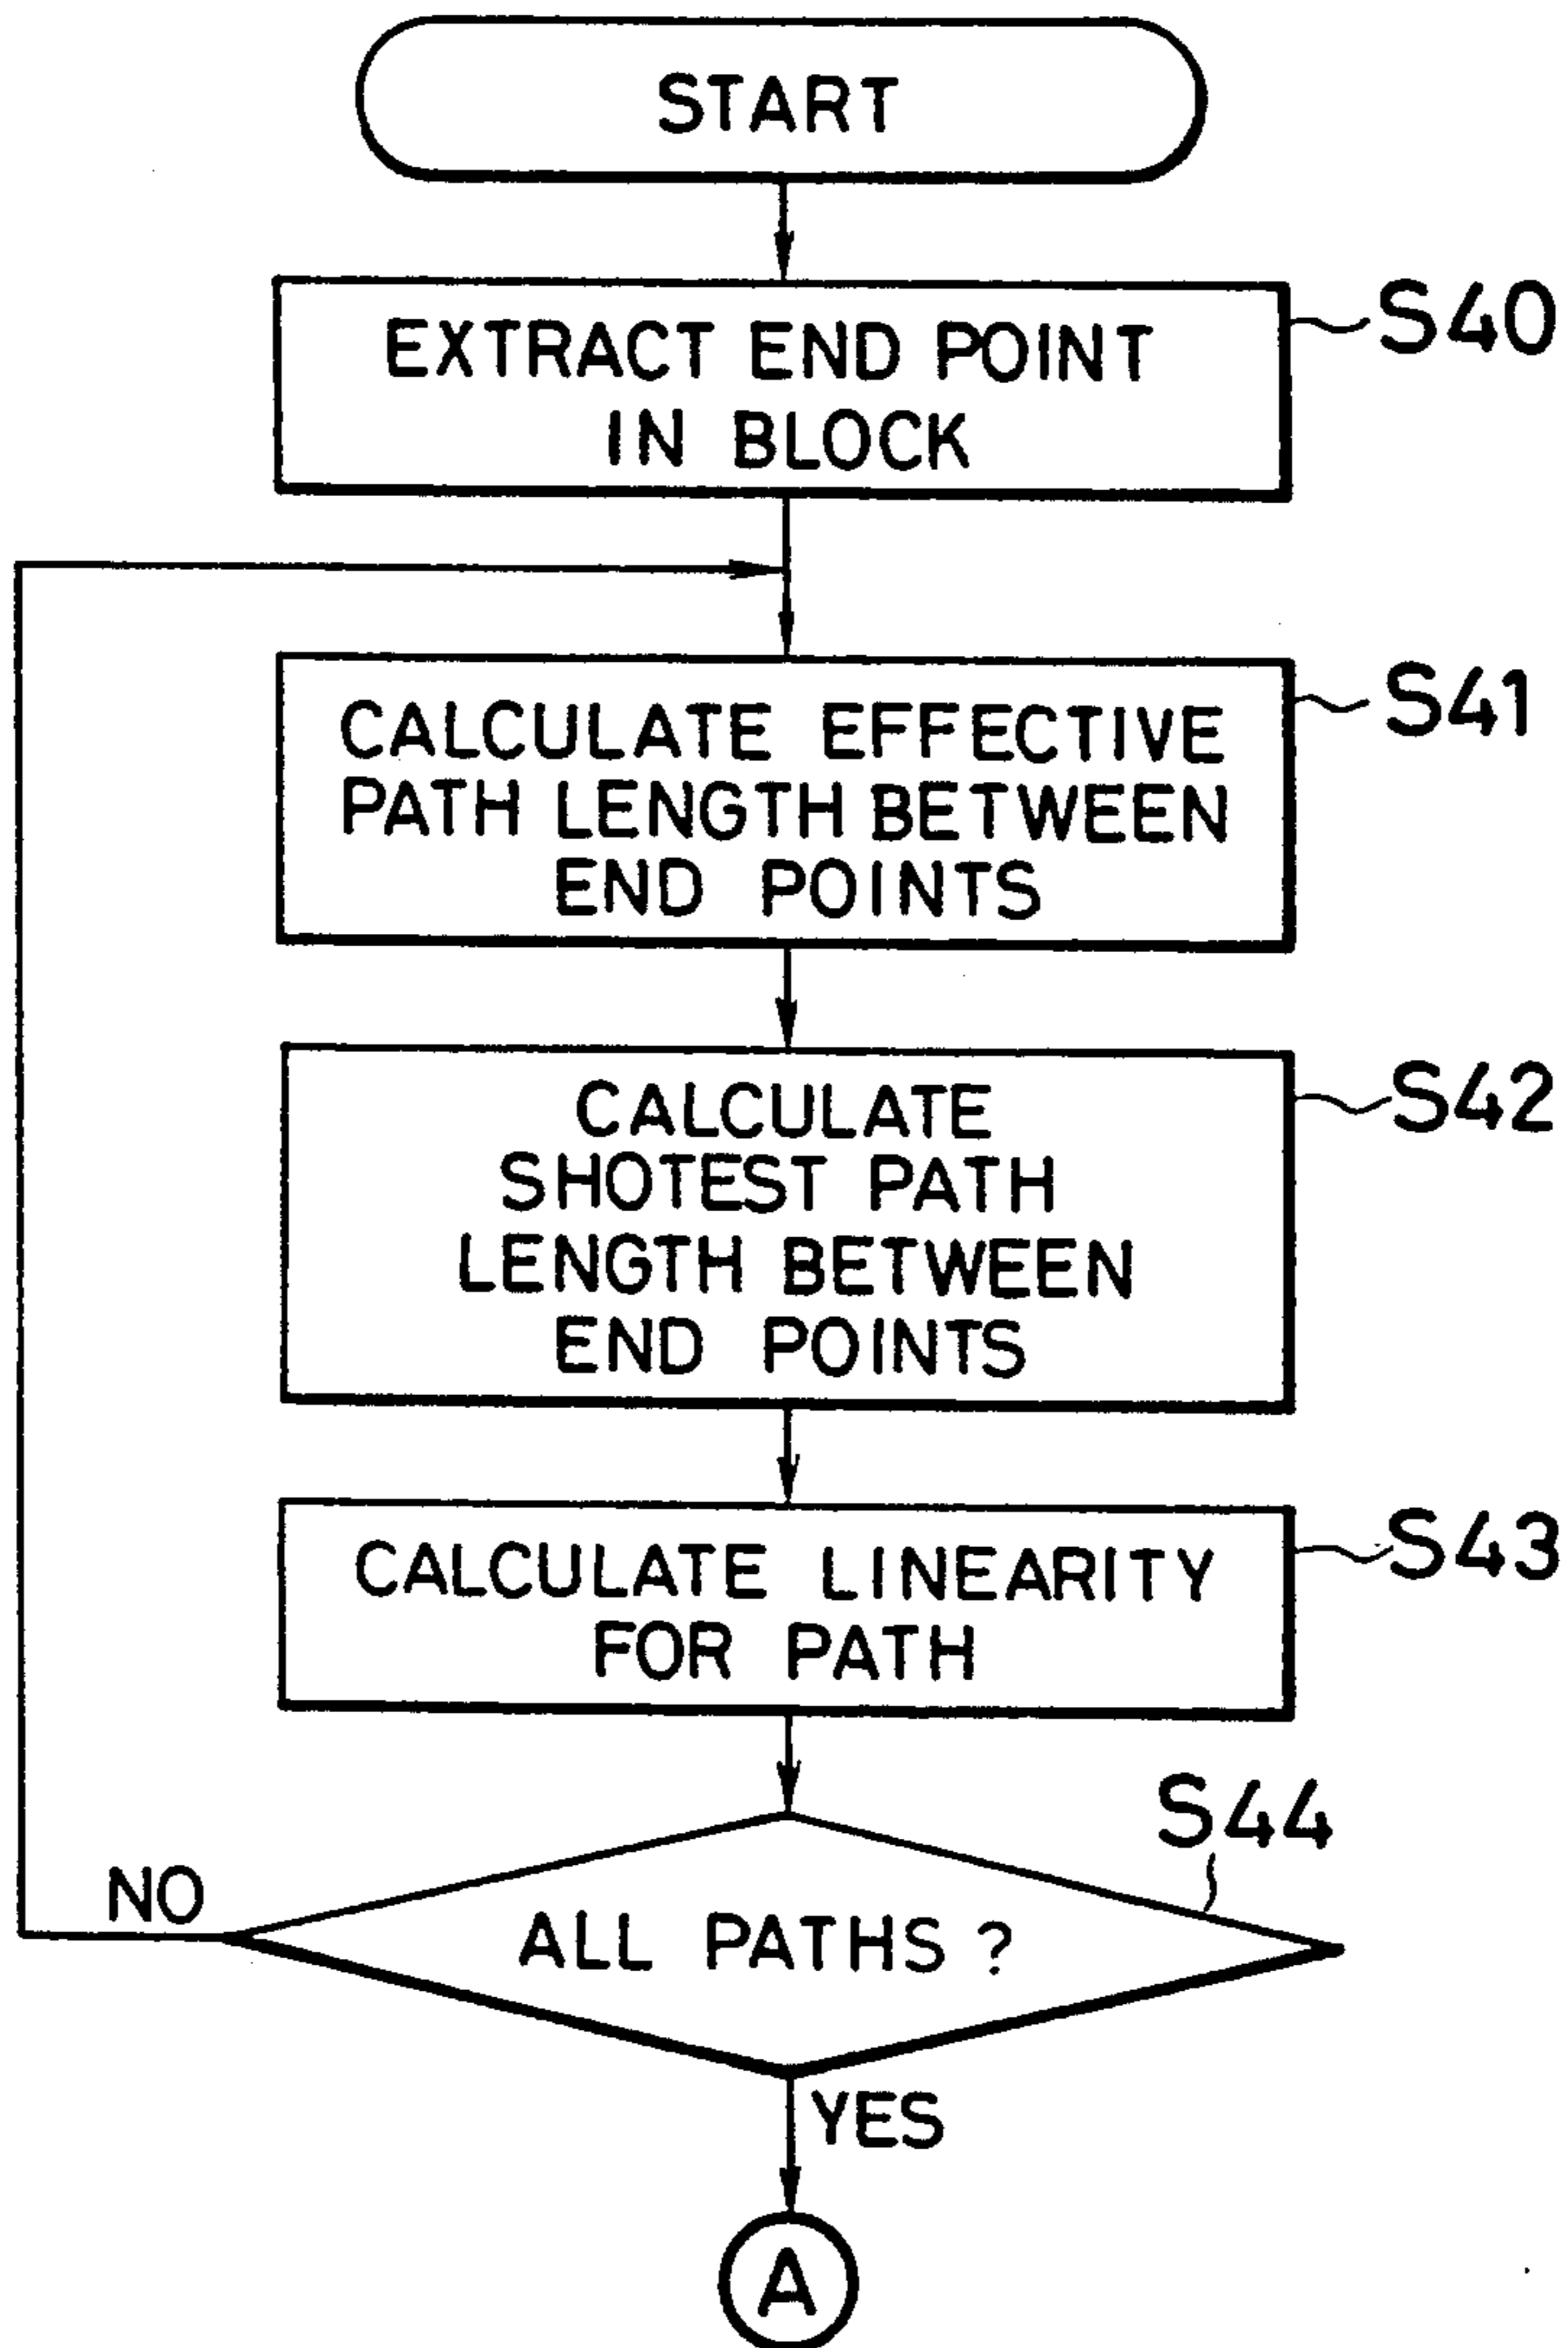 START
EXTRACT END POINT
IN BLOCK
S40
CALCULATE EFFECTIVE
PATH LENGTH BETWEEN
END POINTS
S41
CALCULATE
SHOTEST PATH
LENGTH BETWEEN
END POINTS
S42
CALCULATE LINEARITY
FOR PATH
S43
S44
NO
ALL PATHS ?
YES
A